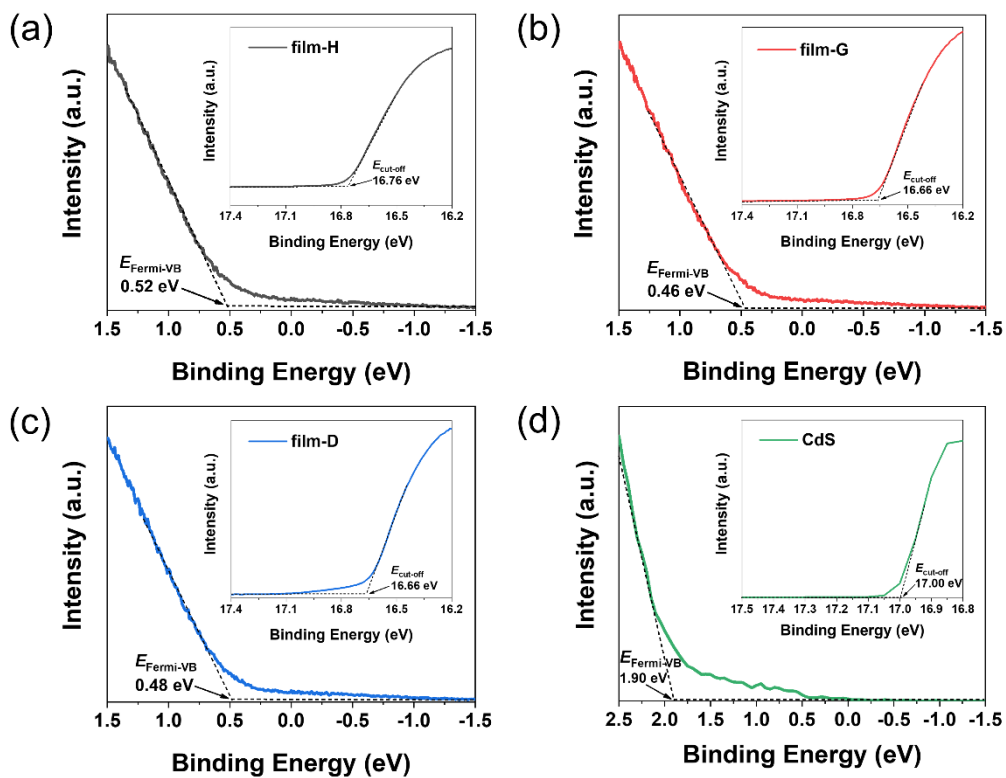 (a)
film-H
Intensity (a.u.)
E cut-off
16.76 eV
17.4 17.1 16.8 16.5 16.2
Binding Energy (eV)
Intensity (a.u.)
E Fermi-VB
0.52 eV
1.5 1.0 0.5 0.0 -0.5 -1.0 -1.5
Binding Energy (eV)
(b)
film-G
Intensity (a.u.)
E cut-off
16.66 eV
17.4 17.1 16.8 16.5 16.2
Binding Energy (eV)
Intensity (a.u.)
E Fermi-VB
0.46 eV
1.5 1.0 0.5 0.0 -0.5 -1.0 -1.5
Binding Energy (eV)
(c)
film-D
Intensity (a.u.)
E cut-off
16.66 eV
17.4 17.1 16.8 16.5 16.2
Binding Energy (eV)
Intensity (a.u.)
E Fermi-VB
0.48 eV
1.5 1.0 0.5 0.0 -0.5 -1.0 -1.5
Binding Energy (eV)
(d)
CdS
Intensity (a.u.)
E cut-off
17.00 eV
17.5 17.4 17.3 17.2 17.1 17.0 16.9 16.8
Binding Energy (eV)
Intensity (a.u.)
E Fermi-VB
1.90 eV
2.5 2.0 1.5 1.0 0.5 0.0 -0.5 -1.0 -1.5
Binding Energy (eV)